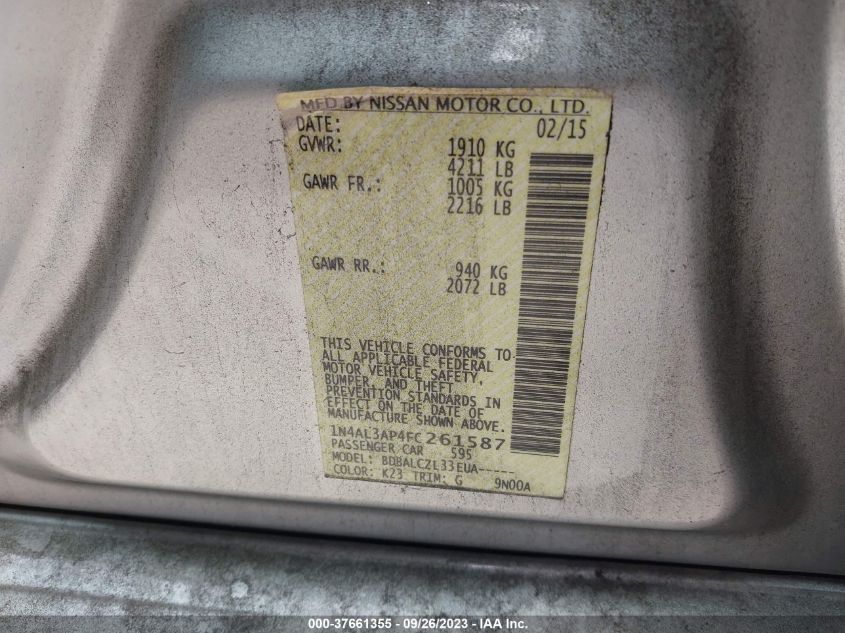 MFD BY NISSAN MOTOR CO., LTD.
DATE: 02/15
GVWR: 1910 KG
4211 LB
GAWR FR.: 1005 KG
2216 LB
GAWR RR.: 940 KG
2072 LB
THIS VEHICLE CONFORMS TO
ALL APPLICABLE FEDERAL
MOTOR VEHICLE SAFETY,
BUMPER, AND THEFT
PREVENTION STANDARDS IN
EFFECT ON THE DATE OF
MANUFACTURE SHOWN ABOVE.
1N4AL3AP4FC261587
PASSENGER CAR 595
MODEL: BDBALCZL33EUA-----
COLOR: K23 TRIM: G 9N00A
000-37661355 - 09/26/2023 - IAA Inc.